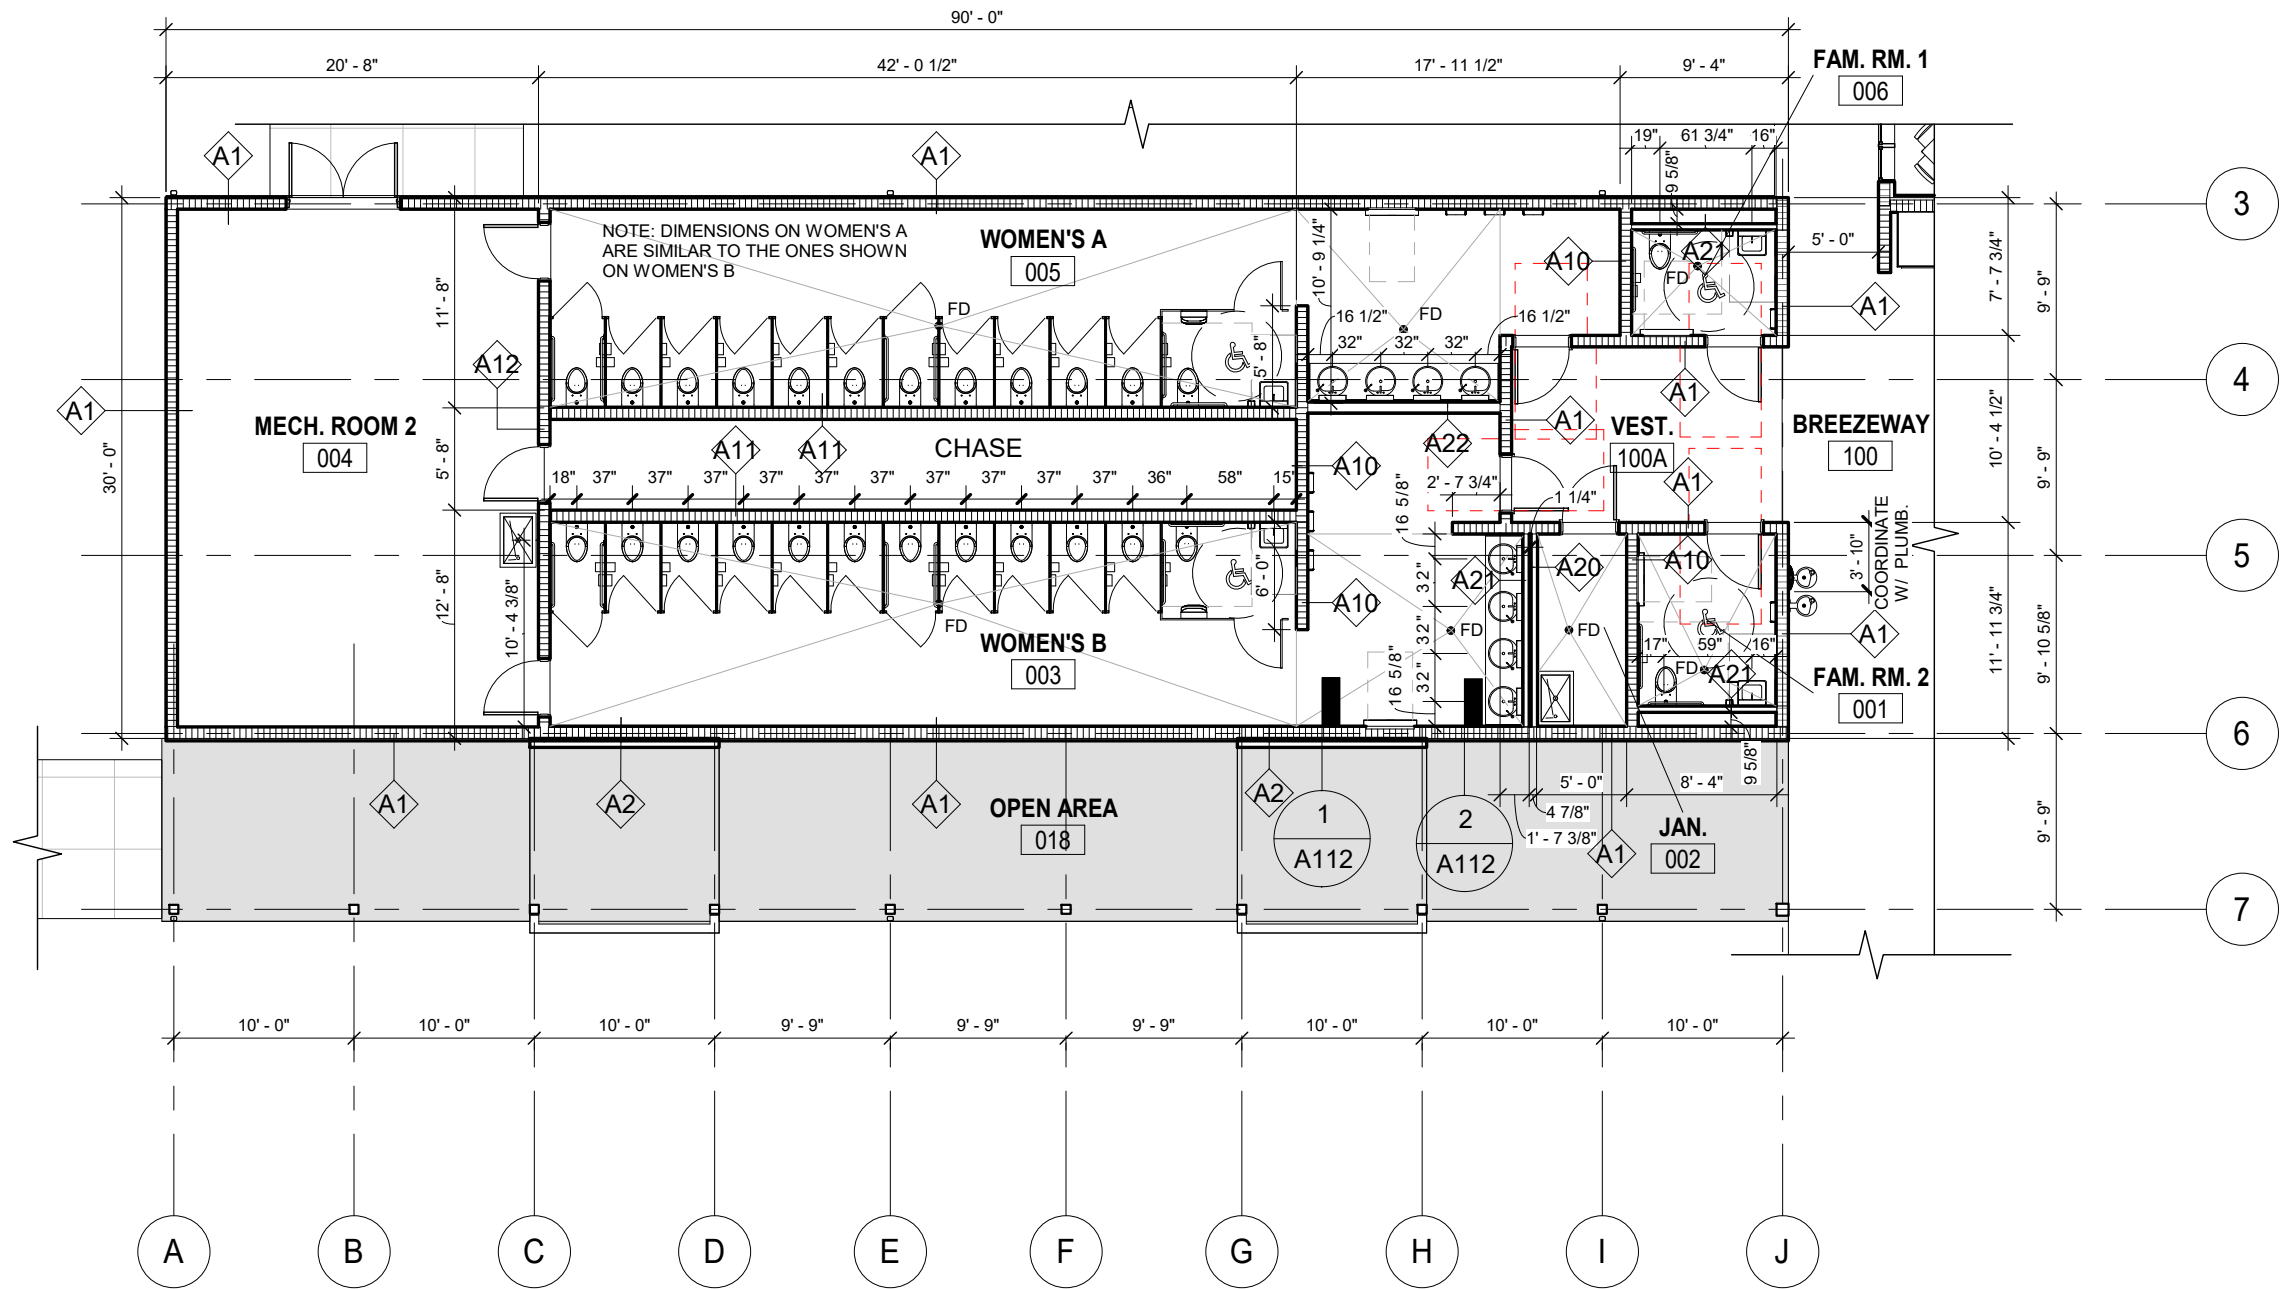 90' - 0"
20' - 8"
42' - 0 1/2"
17' - 11 1/2"
9' - 4"
FAM. RM. 1
006
19"
61 3/4"
16"
9 5/8"
A1
A1
3
NOTE: DIMENSIONS ON WOMEN'S A
ARE SIMILAR TO THE ONES SHOWN
ON WOMEN'S B
WOMEN'S A
005
10' - 9 1/4"
A10
A21
FD
5' - 0"
7' - 7 3/4"
9' - 9"
A1
11' - 8"
FD
FD
16 1/2"
16 1/2"
32"
32"
32"
5' - 8"
A12
A1
4
A1
A1
MECH. ROOM 2
004
30' - 0"
5' - 8"
CHASE
A11
A11
A10
A22
VEST.
100A
BREEZEWAY
100
10' - 4 1/2"
9' - 9"
18"
37"
37"
37"
37"
37"
37"
37"
37"
37"
37"
36"
58"
15"
2' - 7 3/4"
1 1/4"
A1
16 5/8"
COORDINATE
W/ PLUMB.
3' - 10"
5
12' - 8"
10' - 4 3/8"
6' - 0"
A10
A21
A20
A10
32"
32"
32"
16 5/8"
FD
FD
FD
FD
A1
17"
59"
16"
A21
WOMEN'S B
003
FAM. RM. 2
001
11' - 11 3/4"
9' - 10 5/8"
6
9 5/8"
A1
A2
A1
A2
OPEN AREA
018
1
A112
2
A112
5' - 0"
8' - 4"
4 7/8"
1' - 7 3/8"
A1
JAN.
002
9' - 9"
7
10' - 0"
10' - 0"
10' - 0"
9' - 9"
9' - 9"
9' - 9"
10' - 0"
10' - 0"
10' - 0"
A
B
C
D
E
F
G
H
I
J